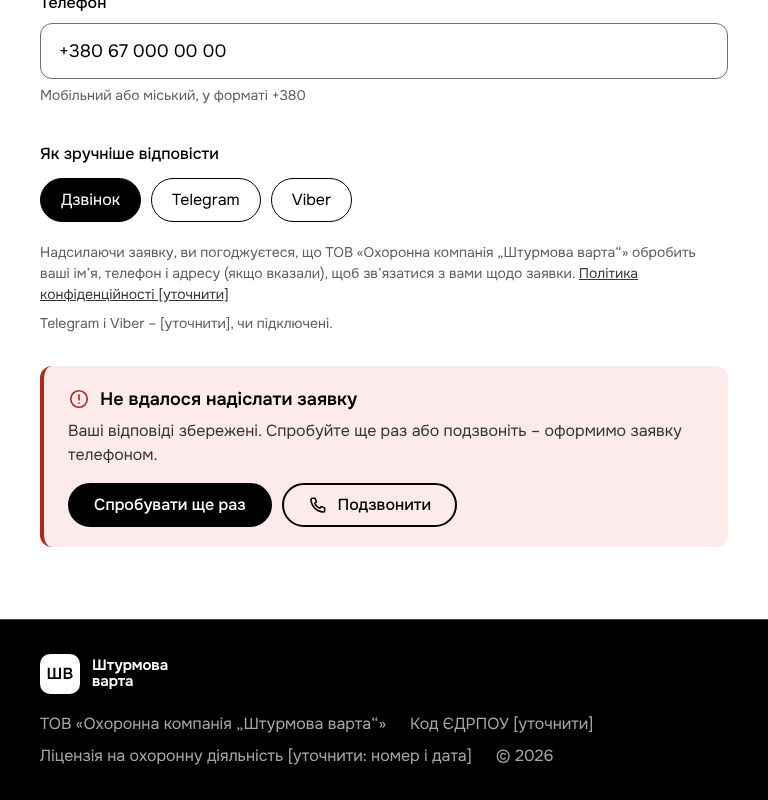 Телефон
+380 67 000 00 00
Мобільний або міський, у форматі +380
Як зручніше відповісти
Дзвінок
Telegram
Viber
Надсилаючи заявку, ви погоджуєтеся, що ТОВ «Охоронна компанія „Штурмова варта“» обробить
ваші ім’я, телефон і адресу (якщо вказали), щоб зв’язатися з вами щодо заявки. Політика
конфіденційності [уточнити]
Telegram і Viber – [уточнити], чи підключені.
Не вдалося надіслати заявку
Ваші відповіді збережені. Спробуйте ще раз або подзвоніть – оформимо заявку
телефоном.
Спробувати ще раз
Подзвонити
ШВ
Штурмова
варта
ТОВ «Охоронна компанія „Штурмова варта“» Код ЄДРПОУ [уточнити]
Ліцензія на охоронну діяльність [уточнити: номер і дата] © 2026